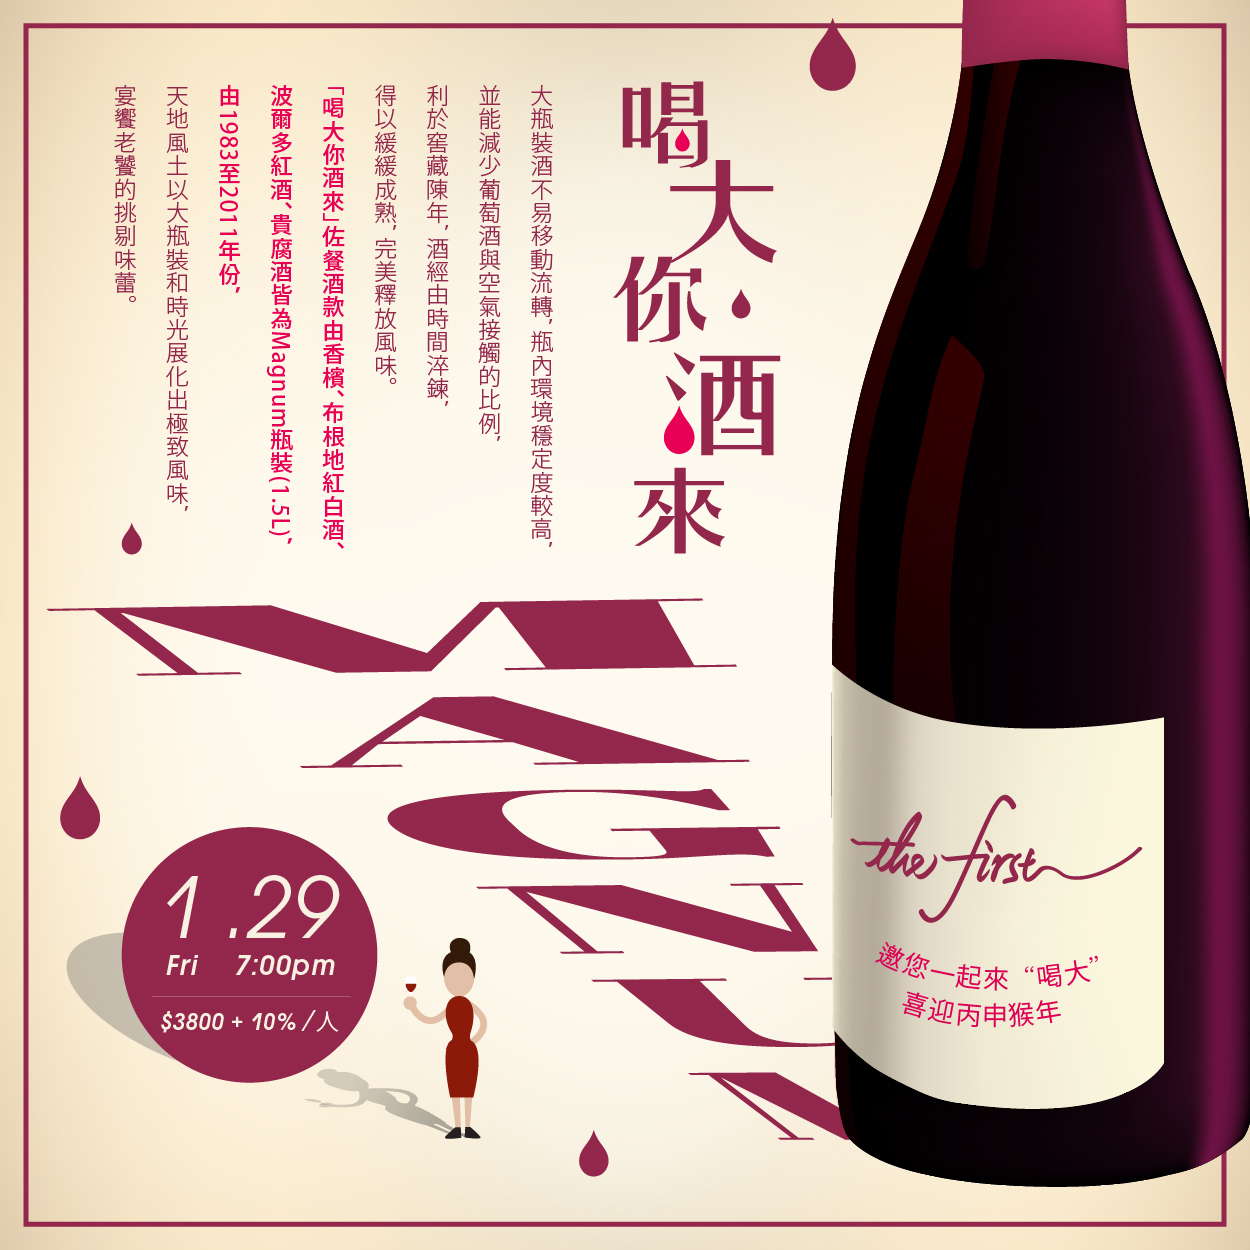 喝大你酒來
大瓶裝酒不易移動流轉，瓶內環境穩定度較高，
並能減少葡萄酒與空氣接觸的比例，
利於窖藏陳年，酒經由時間淬鍊，
得以緩緩成熟，完美釋放風味。
「喝大你酒來」佐餐酒款由香檳、布根地紅白酒、
波爾多紅酒、貴腐酒皆為Magnum瓶裝(1.5L)，
由1983至2011年份，
天地風土以大瓶裝和時光展化出極致風味，
宴饗老饕的挑剔味蕾。
MAGNUM
1.29
Fri 7:00pm
$3800 + 10% /人
the first
邀您一起來“喝大”
喜迎丙申猴年